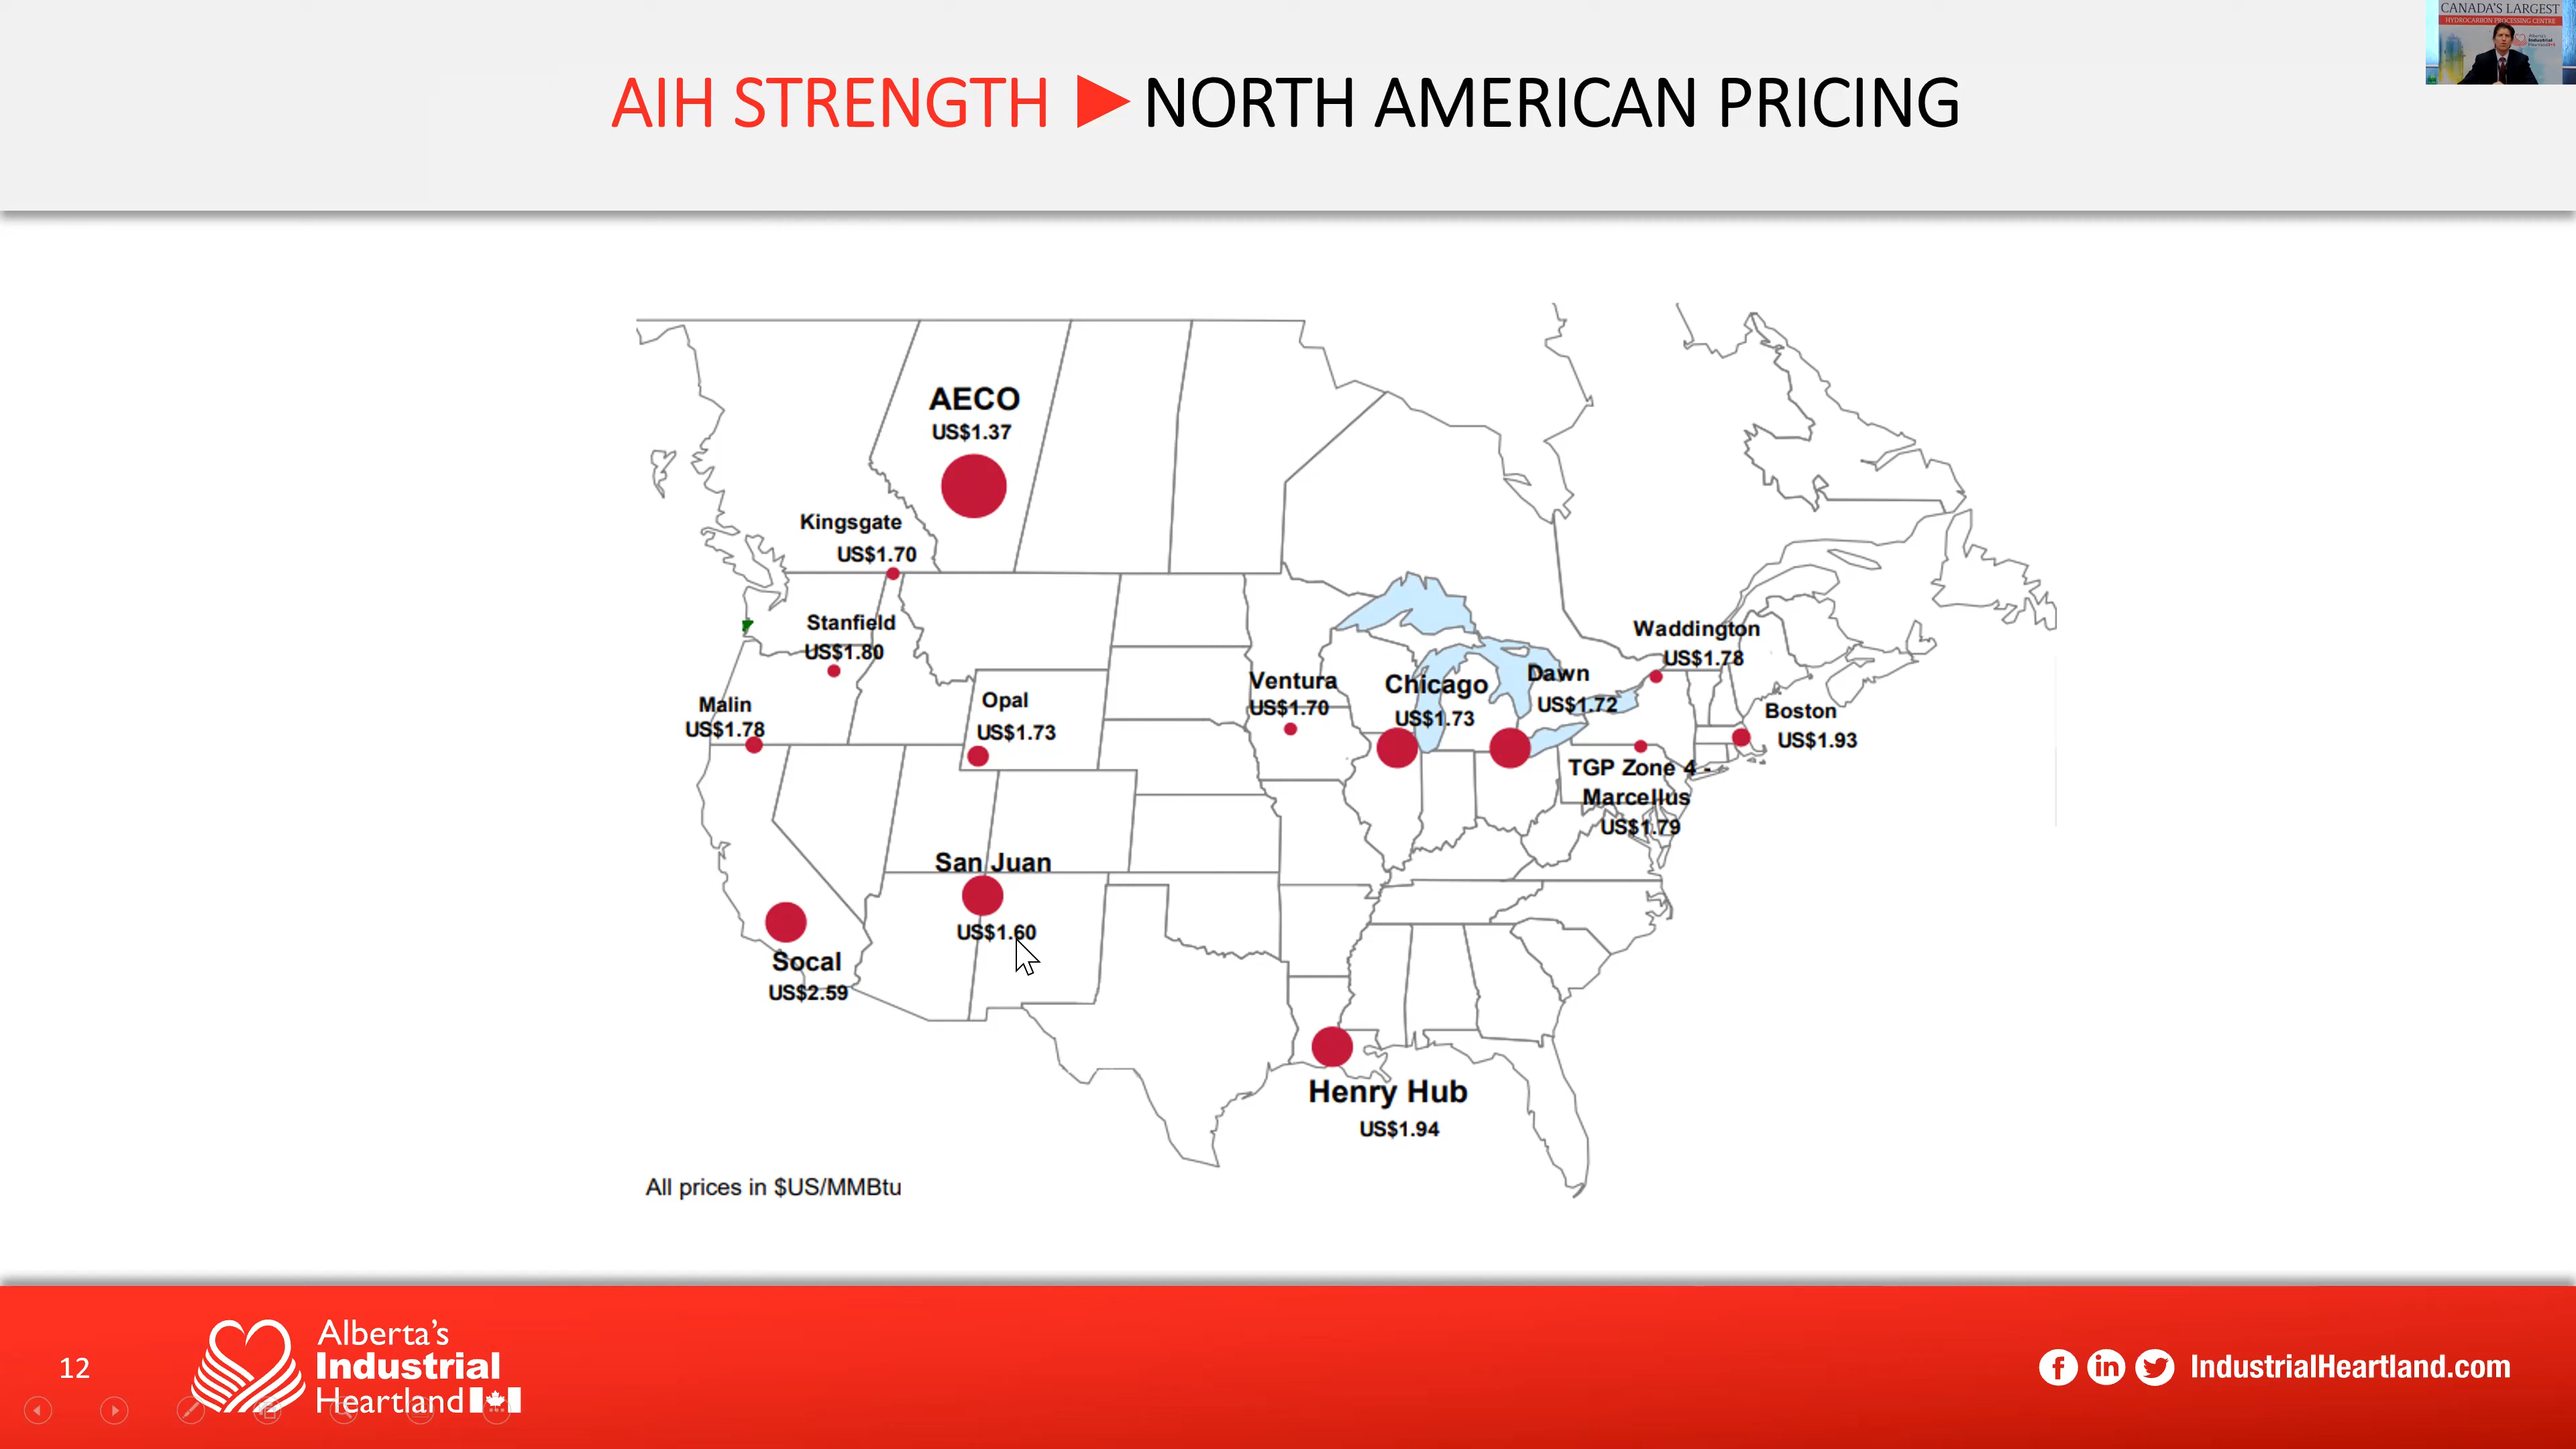 CANADA'S LARGEST
HYDROCARBON PROCESSING CENTRE
AIH STRENGTH ▶ NORTH AMERICAN PRICING
AECO
US$1.37
Kingsgate
US$1.70
Stanfield
US$1.80
Malin
US$1.78
Opal
US$1.73
Ventura
US$1.70
Chicago
US$1.73
Dawn
US$1.72
Waddington
US$1.78
Boston
US$1.93
TGP Zone 4 -
Marcellus
US$1.79
San Juan
US$1.60
Socal
US$2.59
Henry Hub
US$1.94
All prices in $US/MMBtu
12
Alberta's
Industrial
Heartland
IndustrialHeartland.com